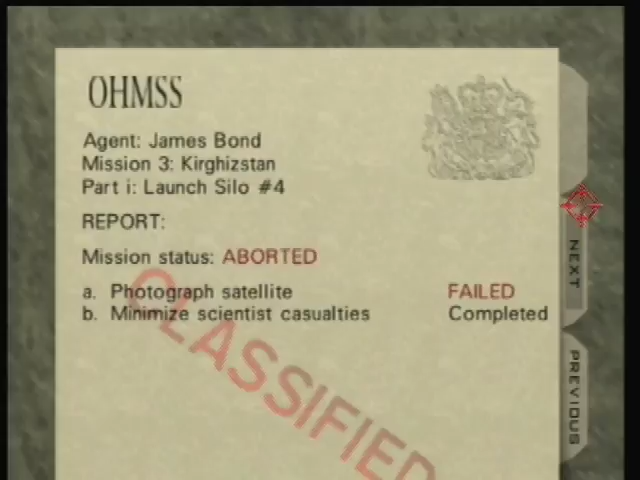 OHMSS
Agent: James Bond
Mission 3: Kirghizstan
Part i: Launch Silo #4
REPORT:
Mission status: ABORTED
a. Photograph satellite FAILED
b. Minimize scientist casualties Completed
CLASSIFIED
NEXT
PREVIOUS